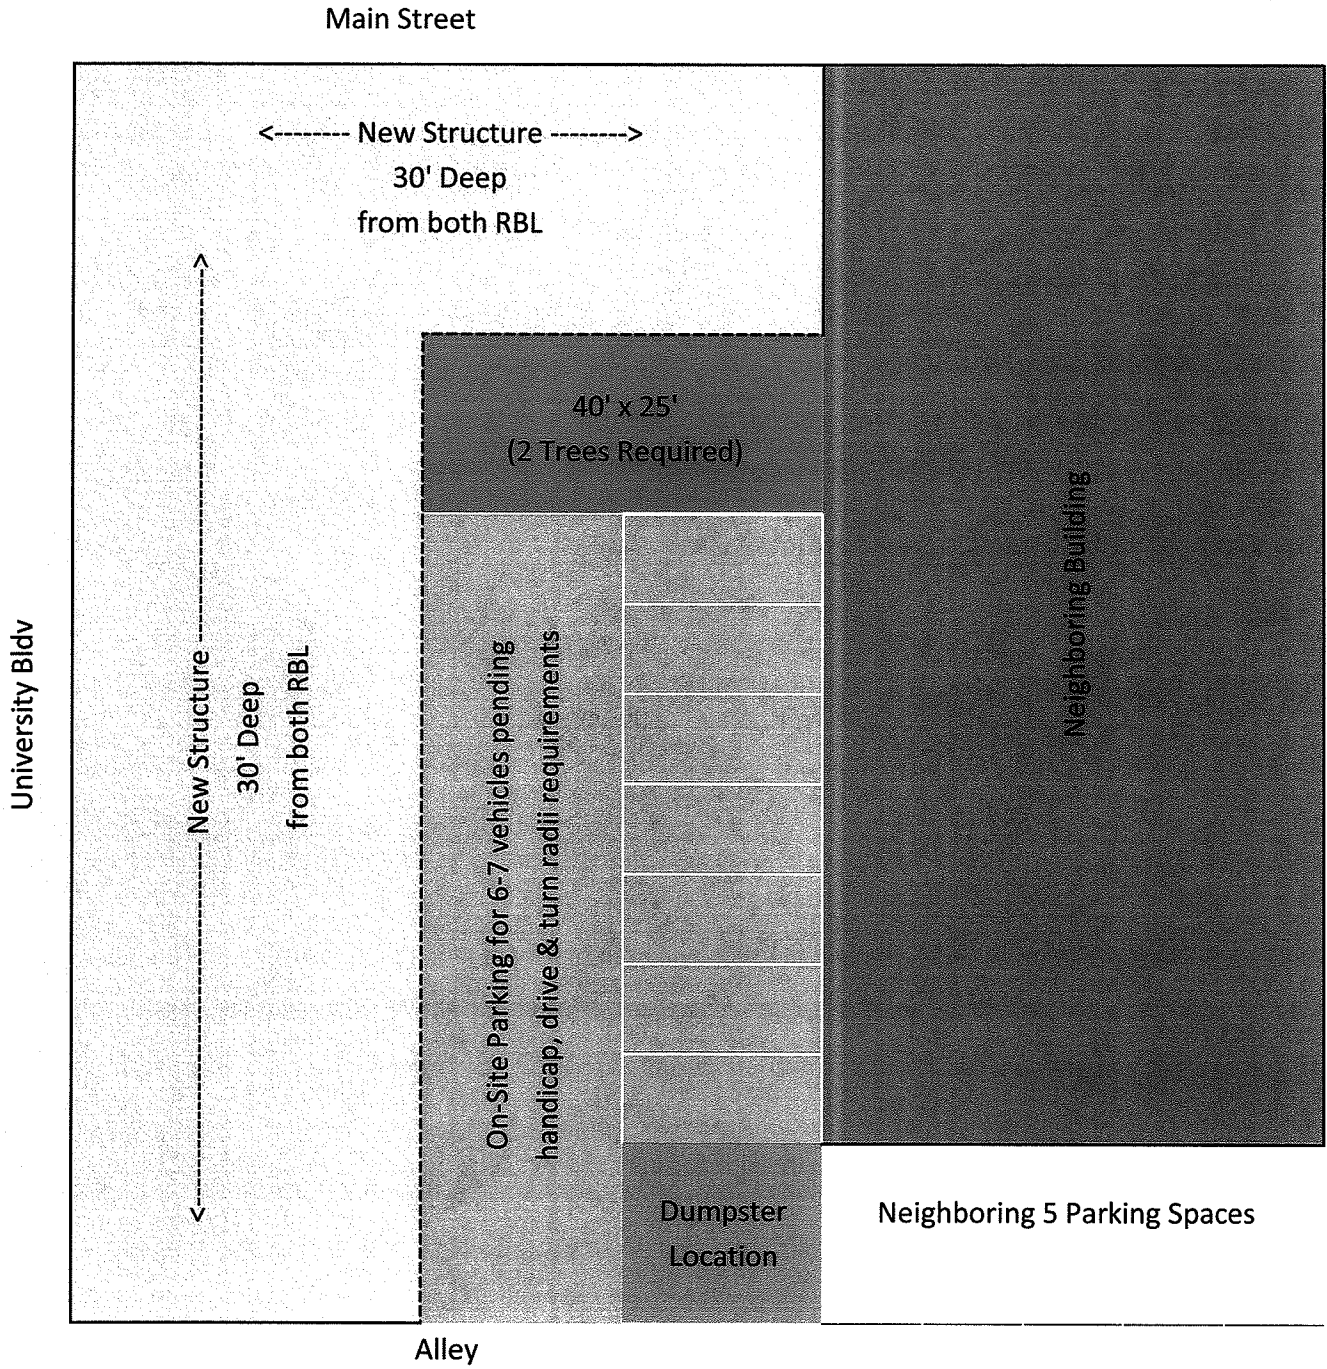 Main Street
<-------- New Structure -------->
30' Deep
from both RBL
40' x 25'
(2 Trees Required)
University Bldv
<---------------------- New Structure ---------------------->
30' Deep
from both RBL
On-Site Parking for 6-7 vehicles pending
handicap, drive & turn radii requirements
Neighboring Building
Dumpster
Location
Neighboring 5 Parking Spaces
Alley